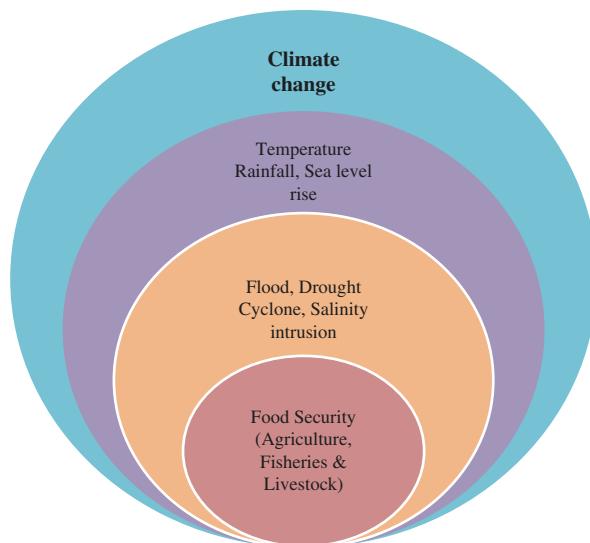 Climate
change
Temperature
Rainfall, Sea level
rise
Flood, Drought
Cyclone, Salinity
intrusion
Food Security
(Agriculture,
Fisheries &
Livestock)